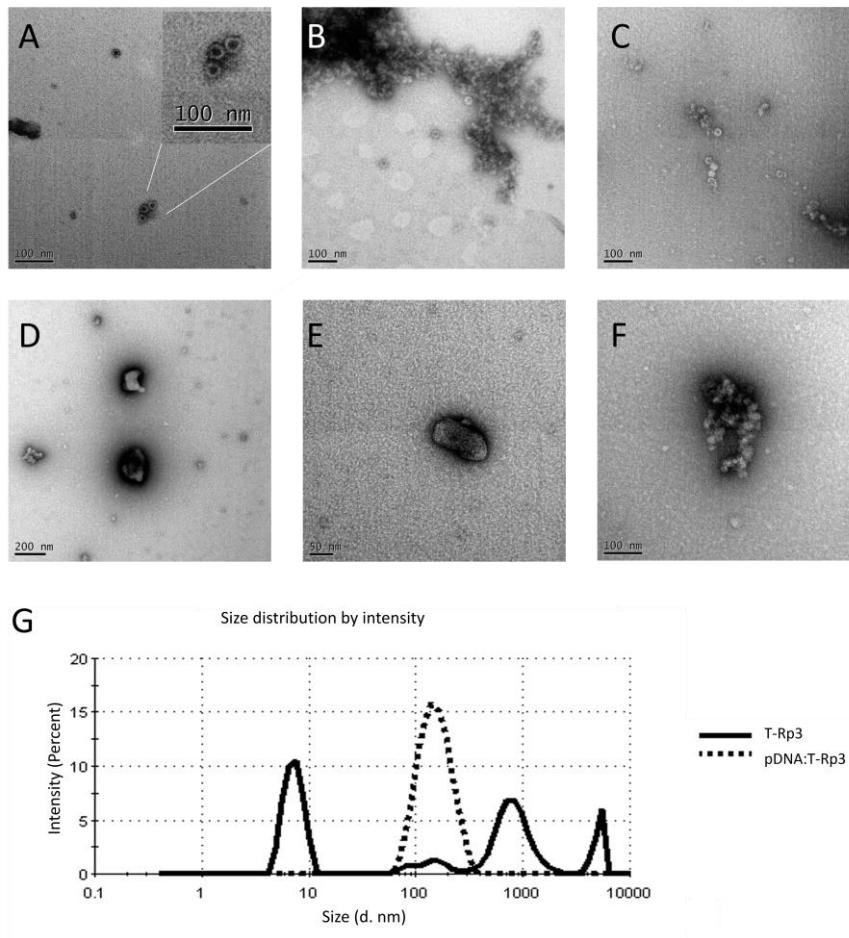 A
100 nm
100 nm
B
100 nm
C
100 nm
D
200 nm
E
50 nm
F
100 nm
G
Size distribution by intensity
Intensity (Percent)
20
15
10
5
0
0.1
1
10
100
1000
10000
Size (d. nm)
T-Rp3
pDNA:T-Rp3